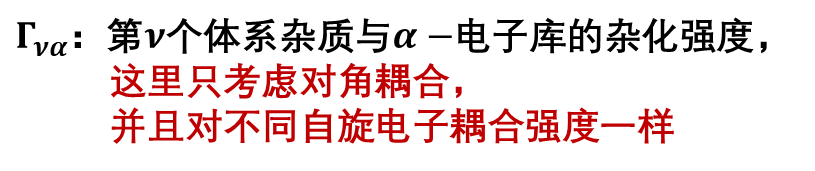 Γνα：第ν个体系杂质与α −电子库的杂化强度，
这里只考虑对角耦合，
并且对不同自旋电子耦合强度一样